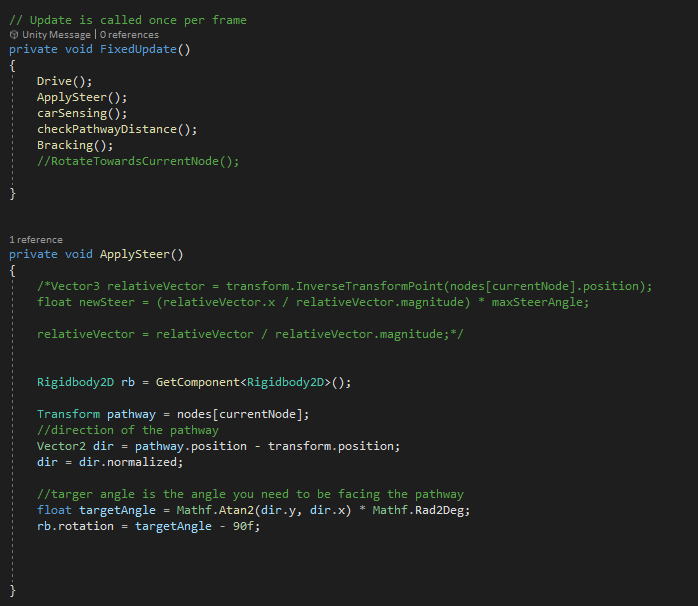 // Update is called once per frame
Unity Message | 0 references
private void FixedUpdate()
{
Drive();
ApplySteer();
carSensing();
checkPathwayDistance();
Bracking();
//RotateTowardsCurrentNode();
}
1 reference
private void ApplySteer()
{
/*Vector3 relativeVector = transform.InverseTransformPoint(nodes[currentNode].position);
float newSteer = (relativeVector.x / relativeVector.magnitude) * maxSteerAngle;
relativeVector = relativeVector / relativeVector.magnitude;*/
Rigidbody2D rb = GetComponent<Rigidbody2D>();
Transform pathway = nodes[currentNode];
//direction of the pathway
Vector2 dir = pathway.position - transform.position;
dir = dir.normalized;
//targer angle is the angle you need to be facing the pathway
float targetAngle = Mathf.Atan2(dir.y, dir.x) * Mathf.Rad2Deg;
rb.rotation = targetAngle - 90f;
}